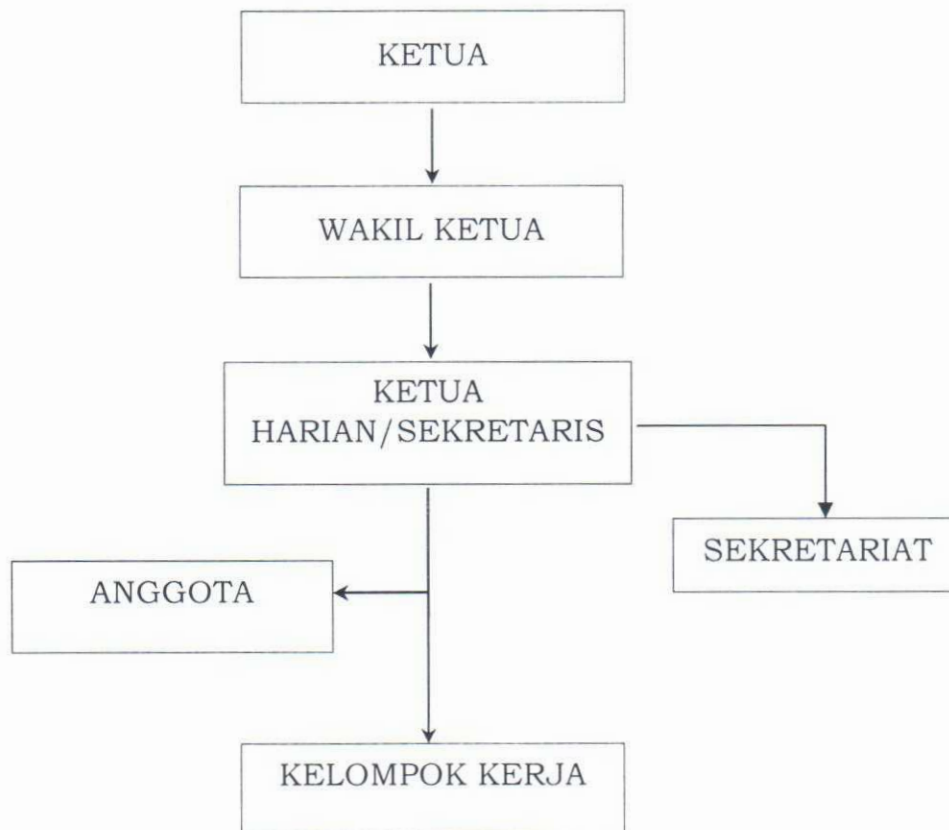 KETUA
WAKIL KETUA
KETUA
HARIAN/SEKRETARIS
SEKRETARIAT
ANGGOTA
KELOMPOK KERJA